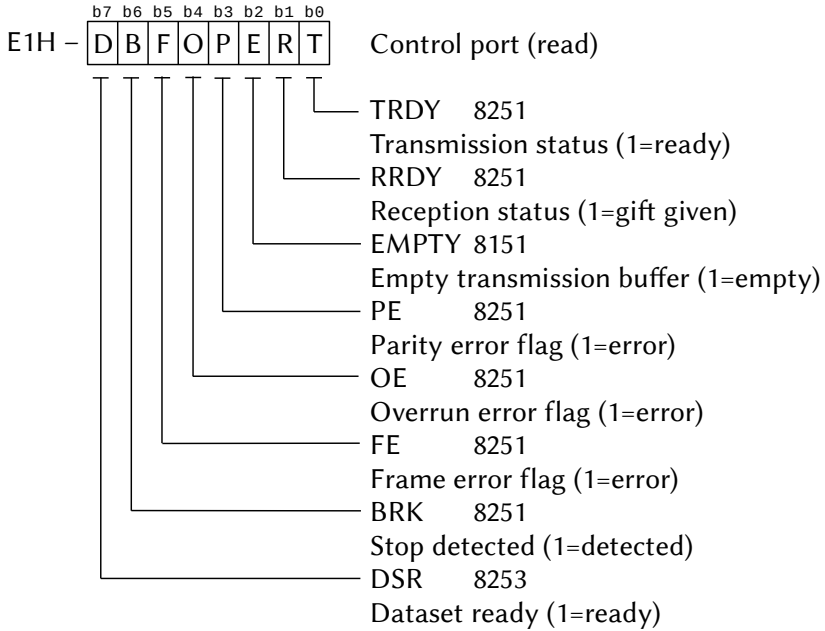 b7 b6 b5 b4 b3 b2 b1 b0
E1H – D B F O P E R T Control port (read)
TRDY 8251
Transmission status (1=ready)
RRDY 8251
Reception status (1=gift given)
EMPTY 8151
Empty transmission buffer (1=empty)
PE 8251
Parity error flag (1=error)
OE 8251
Overrun error flag (1=error)
FE 8251
Frame error flag (1=error)
BRK 8251
Stop detected (1=detected)
DSR 8253
Dataset ready (1=ready)